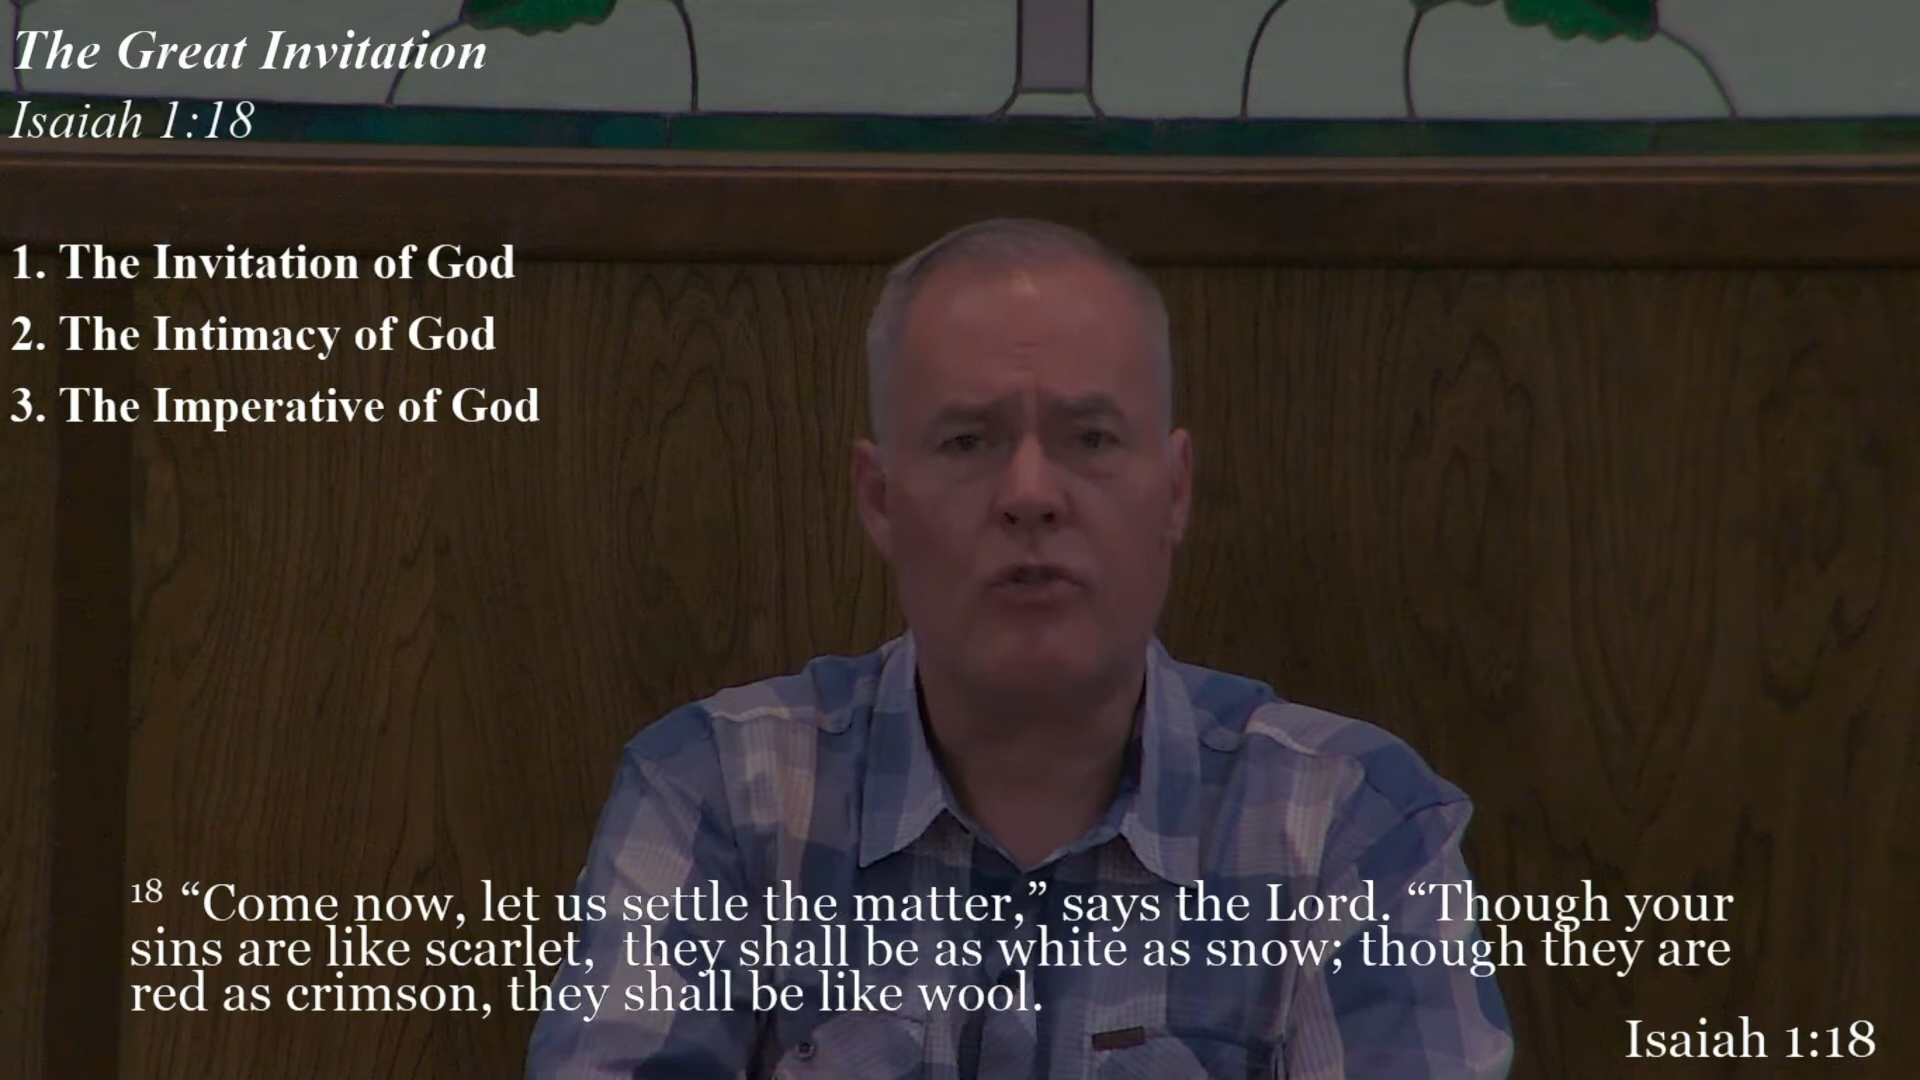 The Great Invitation
Isaiah 1:18
1. The Invitation of God
2. The Intimacy of God
3. The Imperative of God
18 “Come now, let us settle the matter,” says the Lord. “Though your
sins are like scarlet,  they shall be as white as snow; though they are
red as crimson, they shall be like wool.
Isaiah 1:18